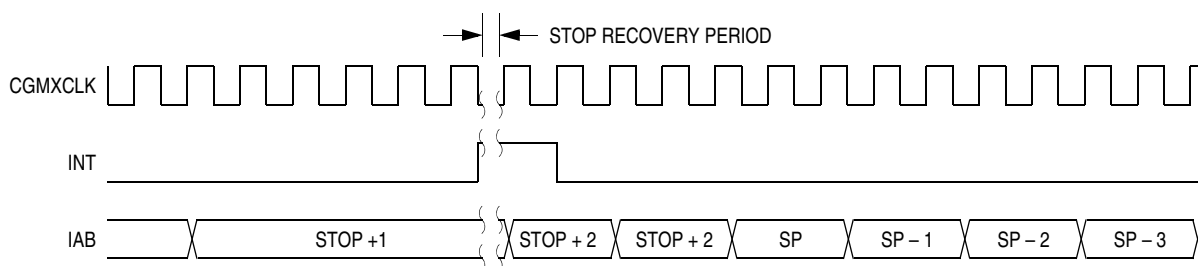 STOP RECOVERY PERIOD
CGMXCLK
INT
IAB STOP +1 STOP + 2 STOP + 2 SP SP – 1 SP – 2 SP – 3